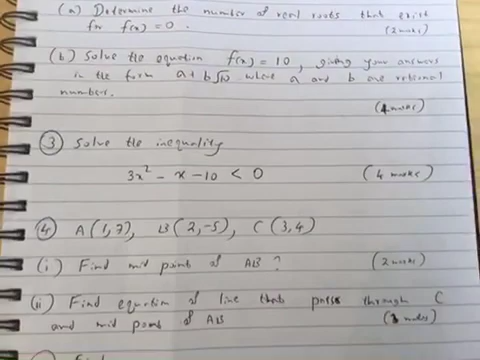 (a) Determine the number of real roots that exist
for f(x) = 0. (2 marks)
(b) Solve the equation f(x) = 10, giving your answers
in the form a + b√10 where a and b are rational
numbers.
(4 marks)
③ Solve the inequality
3x² - x - 10 < 0 (4 marks)
④ A(1,7), B(2,-5), C(3,4)
(i) Find mid points of AB ? (2 marks)
(ii) Find equation of line that passes through C
and mid point of AB (3 marks)